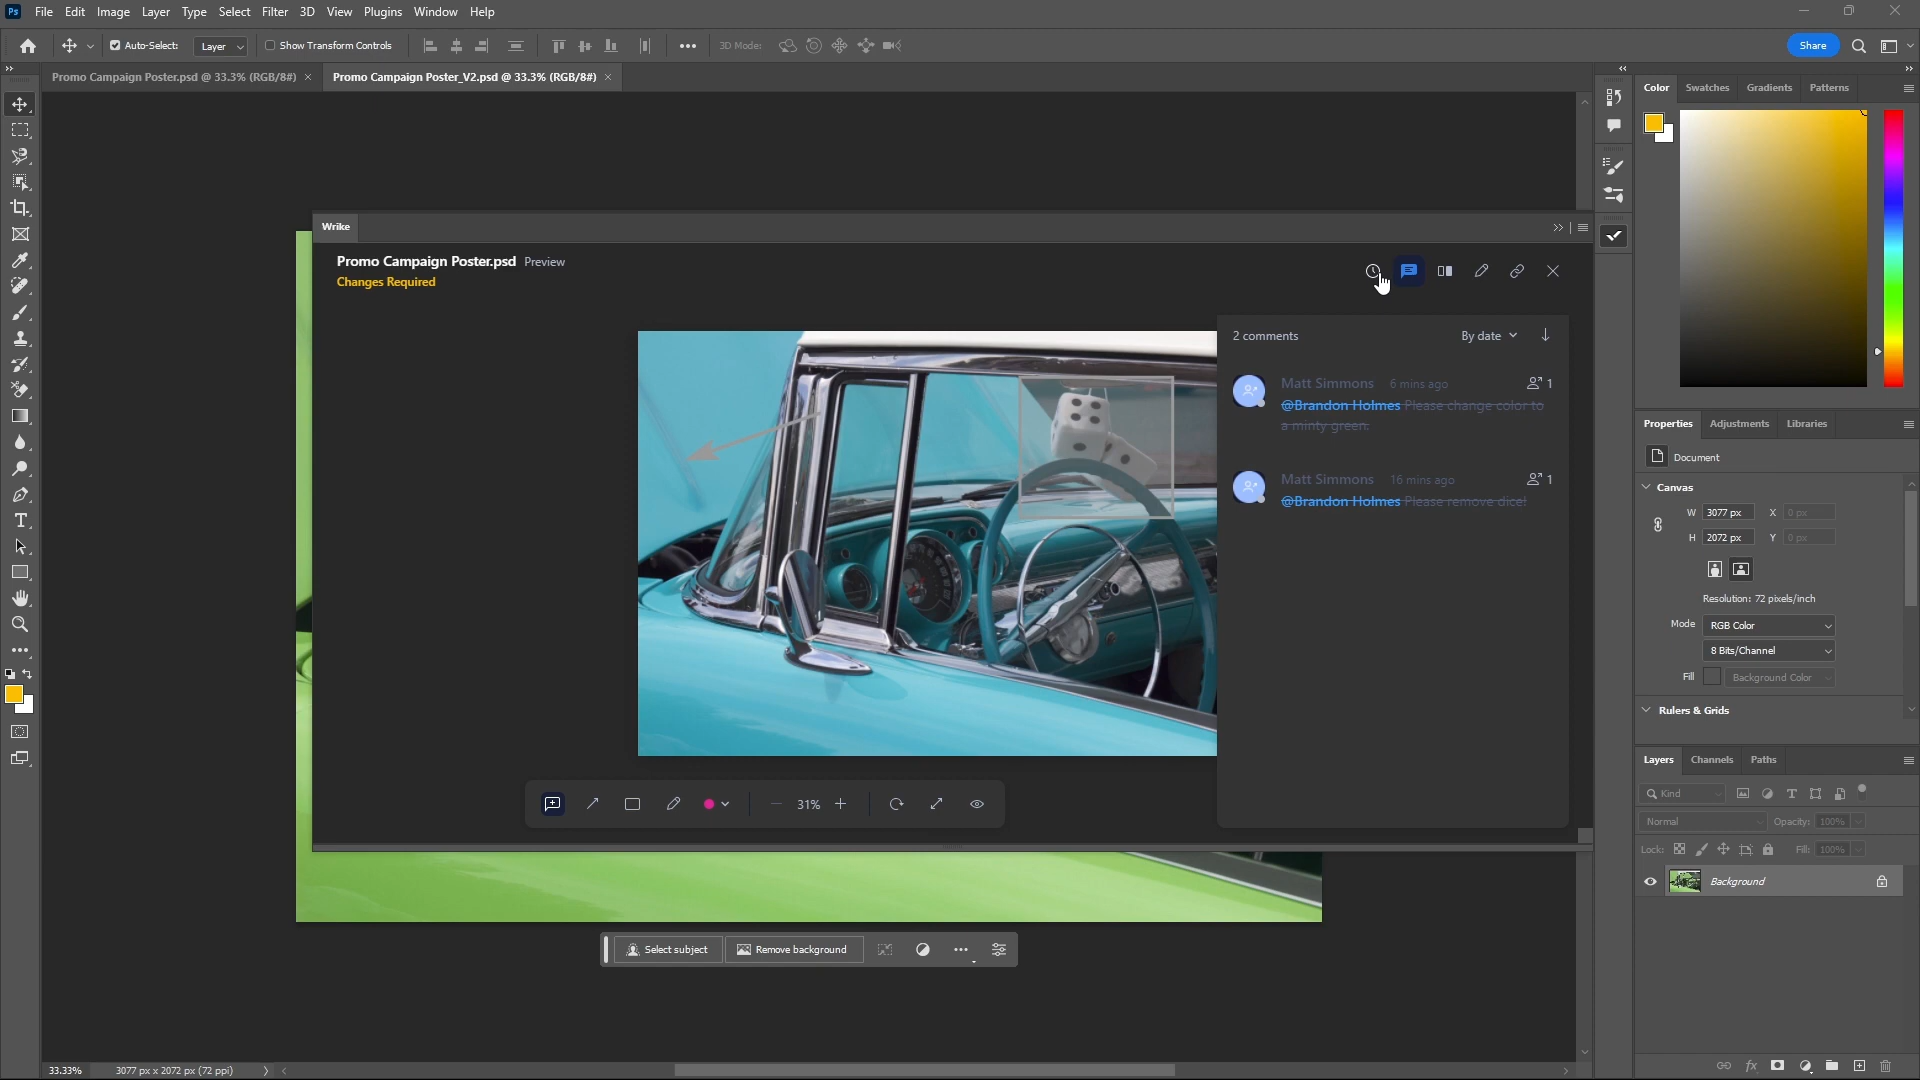 Ps File Edit Image Layer Type Select Filter 3D View Plugins Window Help
Auto-Select: Layer Show Transform Controls 3D Mode: Share
Promo Campaign Poster.psd @ 33.3% (RGB/8#) Promo Campaign Poster_V2.psd @ 33.3% (RGB/8#)
Wrike
Promo Campaign Poster.psd Preview
Changes Required
2 comments By date
Matt Simmons 6 mins ago 1
@Brandon Holmes Please change color to
a minty green.
Matt Simmons 16 mins ago 1
@Brandon Holmes Please remove dice!
31%
Select subject Remove background
33.33% 3077 px x 2072 px (72 ppi)
Color Swatches Gradients Patterns
Properties Adjustments Libraries
Document
Canvas
W 3077 px X 0 px
H 2072 px Y 0 px
Resolution: 72 pixels/inch
Mode RGB Color
8 Bits/Channel
Fill Background Color
Rulers & Grids
Layers Channels Paths
Kind
Normal Opacity: 100%
Lock: Fill: 100%
Background
fx